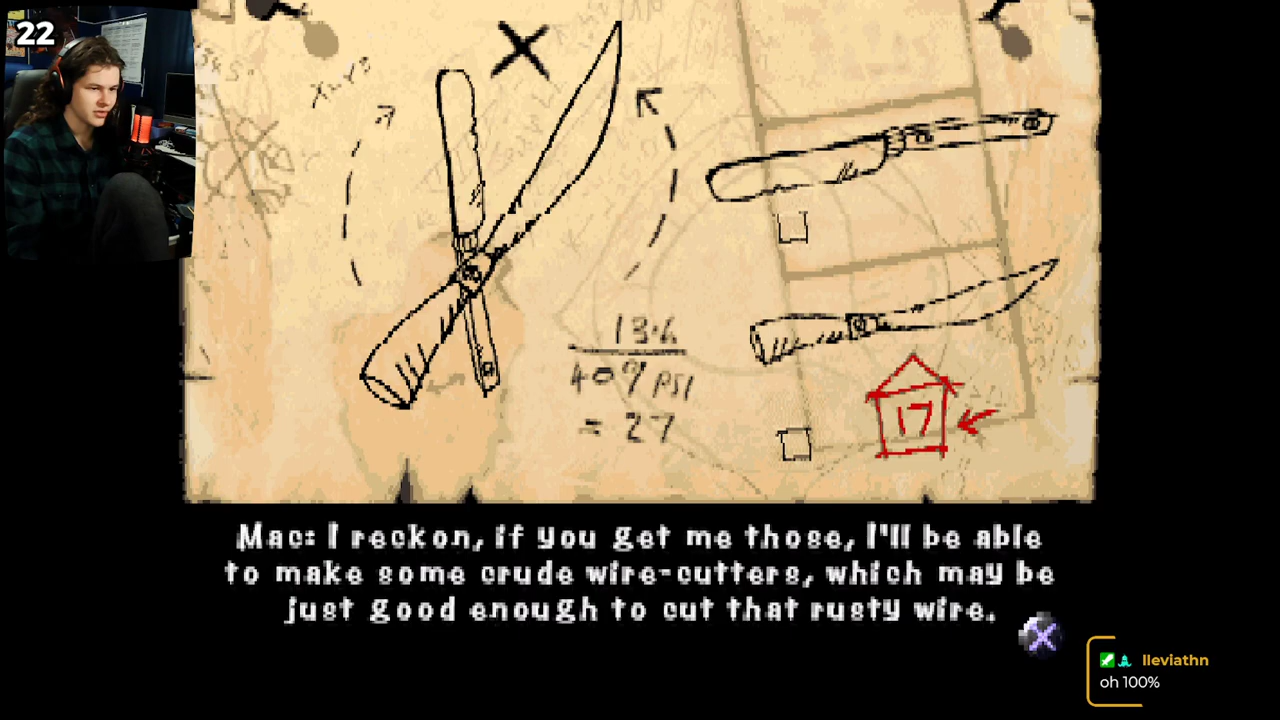 22
X
13.6
409 PSI
= 27
17
Mac: I reckon, if you get me those, I'll be able
to make some crude wire-cutters, which may be
just good enough to cut that rusty wire.
lleviathn
oh 100%